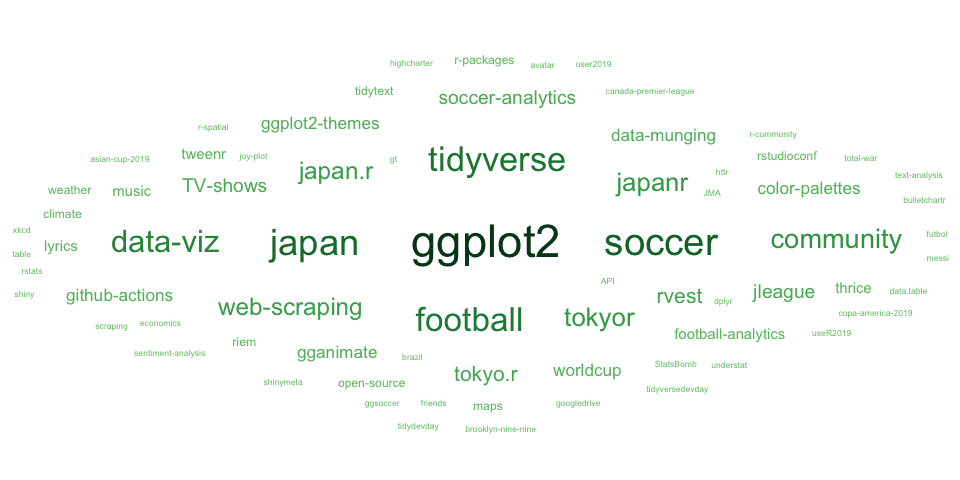 highcharter
r-packages
avatar
user2019
tidytext
soccer-analytics
canada-premier-league
r-spatial
ggplot2-themes
data-munging
r-community
asian-cup-2019
tweenr
joy-plot
gt
tidyverse
rstudioconf
total-war
weather
music
TV-shows
japan.r
japanr
httr
JMA
color-palettes
text-analysis
bulletchartr
climate
xkcd
table
lyrics
data-viz
japan
ggplot2
soccer
community
futbol
messi
rstats
shiny
github-actions
web-scraping
API
rvest
dplyr
jleague
thrice
data.table
scraping
economics
football
tokyor
football-analytics
copa-america-2019
useR2019
sentiment-analysis
riem
gganimate
brazil
tokyo.r
worldcup
StatsBomb
understat
shinymeta
open-source
tidyversedevday
ggsoccer
friends
maps
googledrive
tidydevday
brooklyn-nine-nine